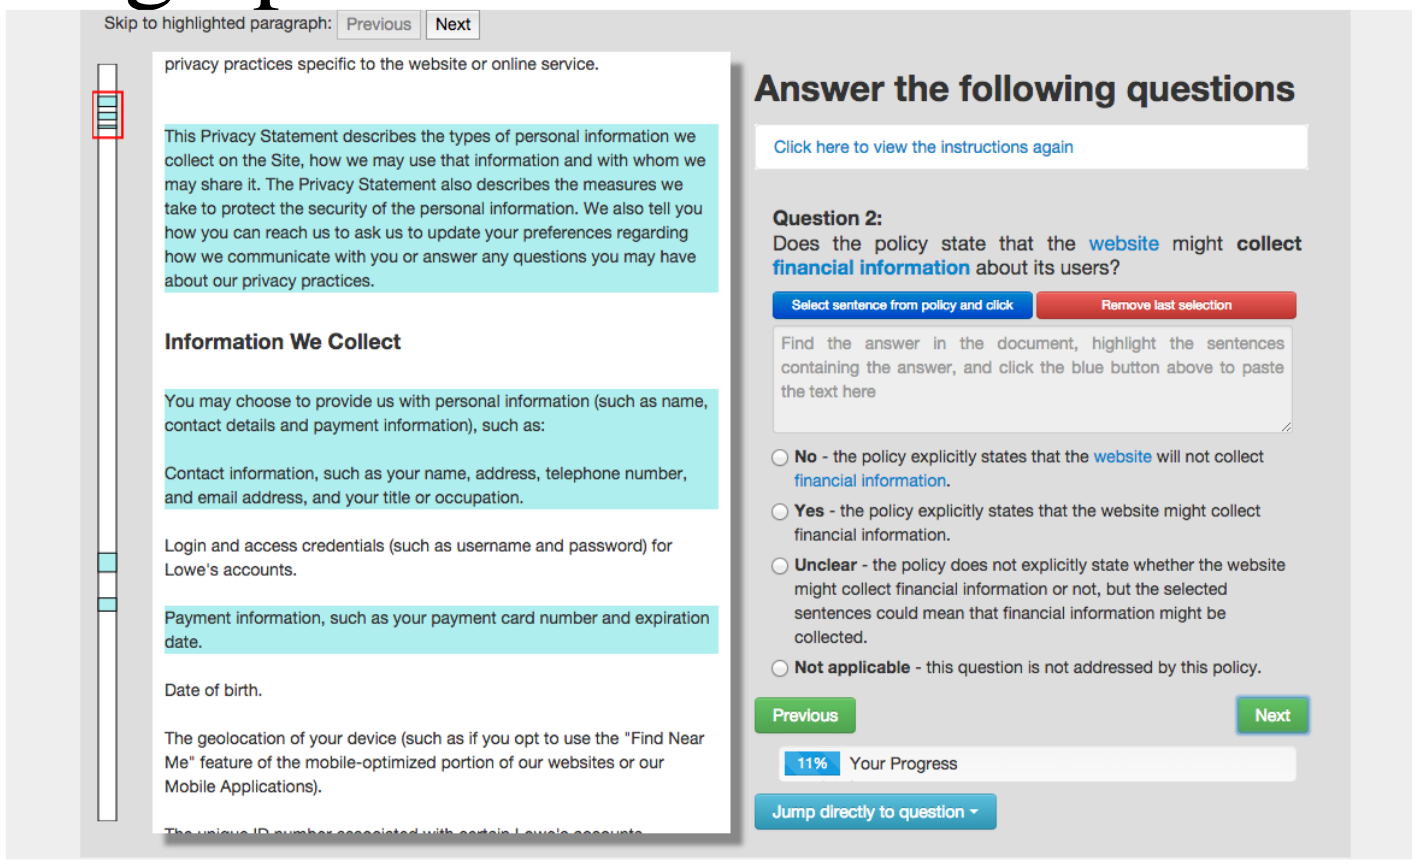 Skip to highlighted paragraph: Previous Next
privacy practices specific to the website or online service.
This Privacy Statement describes the types of personal information we
collect on the Site, how we may use that information and with whom we
may share it. The Privacy Statement also describes the measures we
take to protect the security of the personal information. We also tell you
how you can reach us to ask us to update your preferences regarding
how we communicate with you or answer any questions you may have
about our privacy practices.
Information We Collect
You may choose to provide us with personal information (such as name,
contact details and payment information), such as:
Contact information, such as your name, address, telephone number,
and email address, and your title or occupation.
Login and access credentials (such as username and password) for
Lowe's accounts.
Payment information, such as your payment card number and expiration
date.
Date of birth.
The geolocation of your device (such as if you opt to use the "Find Near
Me" feature of the mobile-optimized portion of our websites or our
Mobile Applications).
The unique ID number associated with certain Lowe's accounts
Answer the following questions
Click here to view the instructions again
Question 2:
Does the policy state that the website might collect
financial information about its users?
Select sentence from policy and click Remove last selection
Find the answer in the document, highlight the sentences
containing the answer, and click the blue button above to paste
the text here
No - the policy explicitly states that the website will not collect
financial information.
Yes - the policy explicitly states that the website might collect
financial information.
Unclear - the policy does not explicitly state whether the website
might collect financial information or not, but the selected
sentences could mean that financial information might be
collected.
Not applicable - this question is not addressed by this policy.
Previous Next
11% Your Progress
Jump directly to question